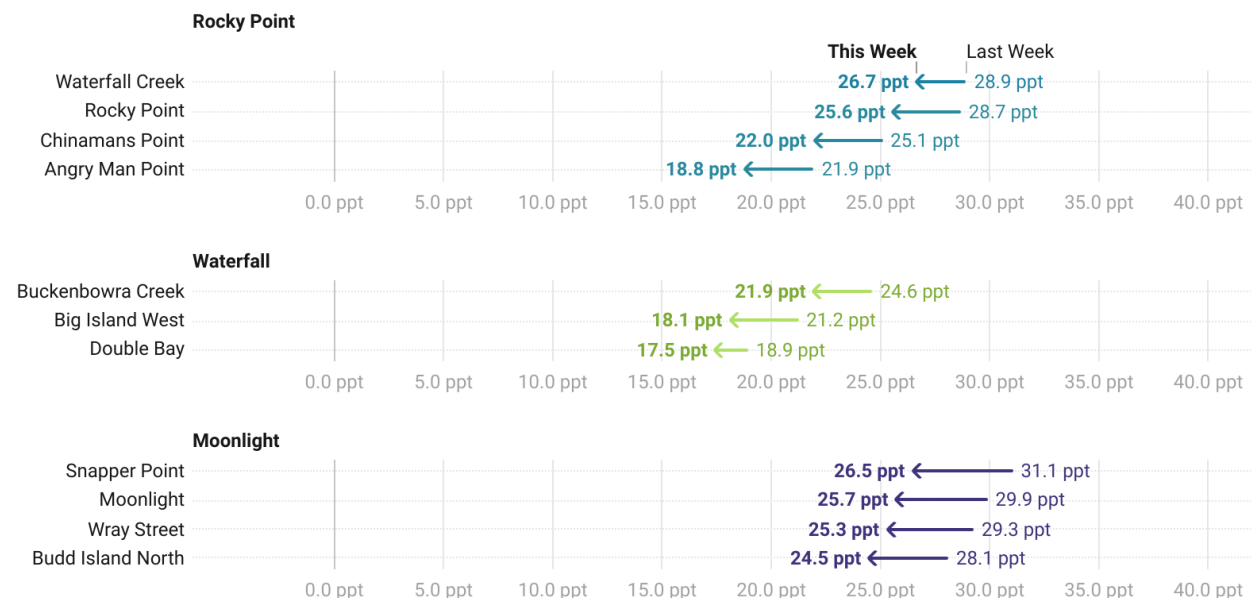 Rocky Point
This Week Last Week
Waterfall Creek 26.7 ppt 28.9 ppt
Rocky Point 25.6 ppt 28.7 ppt
Chinamans Point 22.0 ppt 25.1 ppt
Angry Man Point 18.8 ppt 21.9 ppt
0.0 ppt 5.0 ppt 10.0 ppt 15.0 ppt 20.0 ppt 25.0 ppt 30.0 ppt 35.0 ppt 40.0 ppt
Waterfall
Buckenbowra Creek 21.9 ppt 24.6 ppt
Big Island West 18.1 ppt 21.2 ppt
Double Bay 17.5 ppt 18.9 ppt
0.0 ppt 5.0 ppt 10.0 ppt 15.0 ppt 20.0 ppt 25.0 ppt 30.0 ppt 35.0 ppt 40.0 ppt
Moonlight
Snapper Point 26.5 ppt 31.1 ppt
Moonlight 25.7 ppt 29.9 ppt
Wray Street 25.3 ppt 29.3 ppt
Budd Island North 24.5 ppt 28.1 ppt
0.0 ppt 5.0 ppt 10.0 ppt 15.0 ppt 20.0 ppt 25.0 ppt 30.0 ppt 35.0 ppt 40.0 ppt